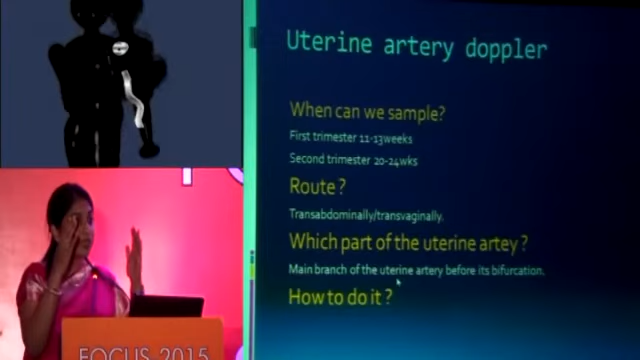 Uterine artery doppler
When can we sample?
First trimester 11-13weeks
Second trimester 20-24wks
Route ?
Transabdominally/transvaginally.
Which part of the uterine artey ?
Main branch of the uterine artery before its bifurcation.
How to do it ?
FOCUS 2015